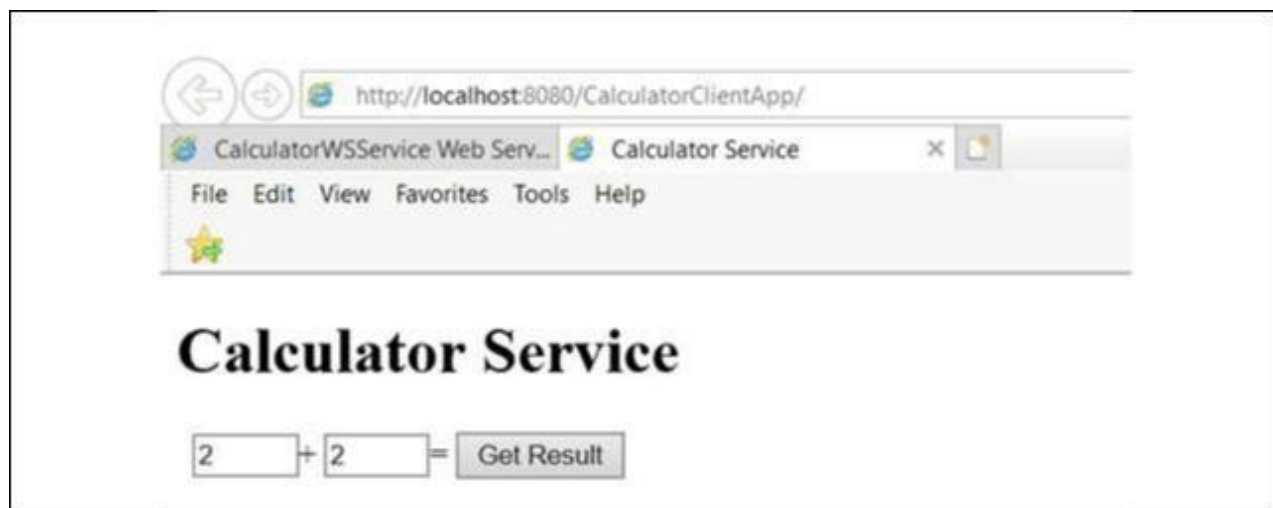 http://localhost:8080/CalculatorClientApp/
CalculatorWSService Web Serv... Calculator Service
File Edit View Favorites Tools Help
Calculator Service
2 + 2 = Get Result